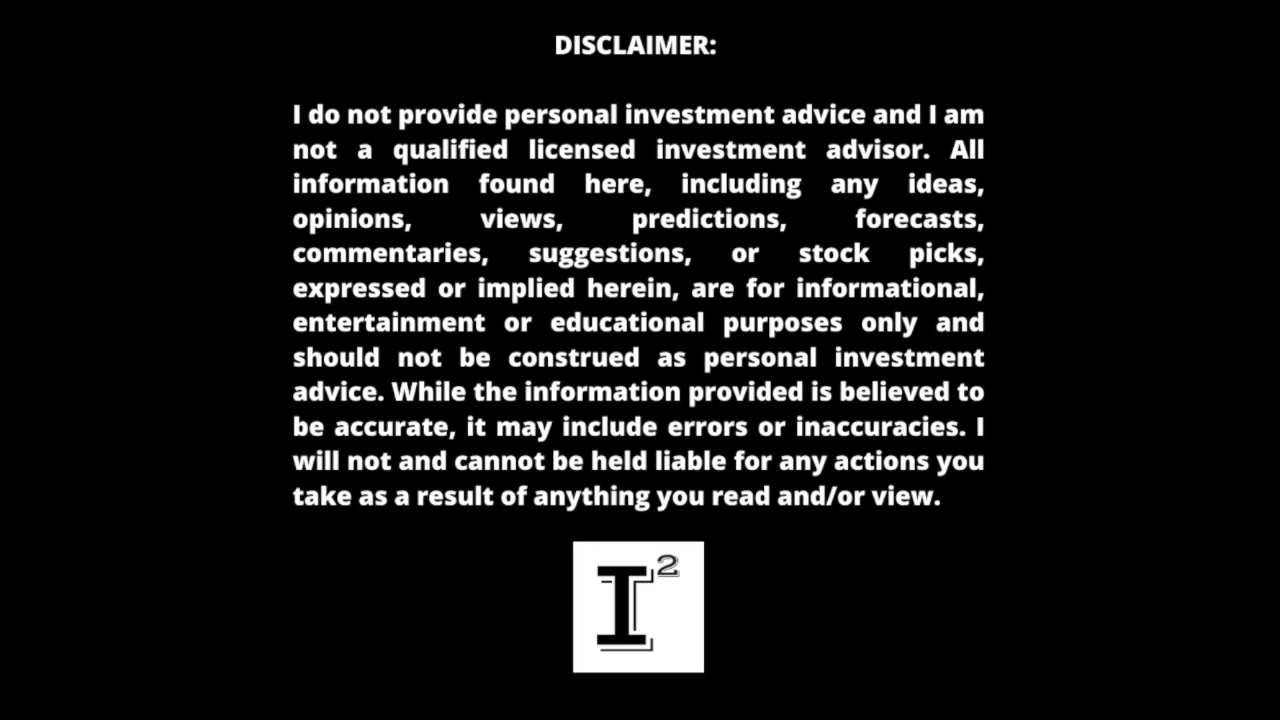 DISCLAIMER:
I do not provide personal investment advice and I am
not a qualified licensed investment advisor. All
information found here, including any ideas,
opinions, views, predictions, forecasts,
commentaries, suggestions, or stock picks,
expressed or implied herein, are for informational,
entertainment or educational purposes only and
should not be construed as personal investment
advice. While the information provided is believed to
be accurate, it may include errors or inaccuracies. I
will not and cannot be held liable for any actions you
take as a result of anything you read and/or view.
I²